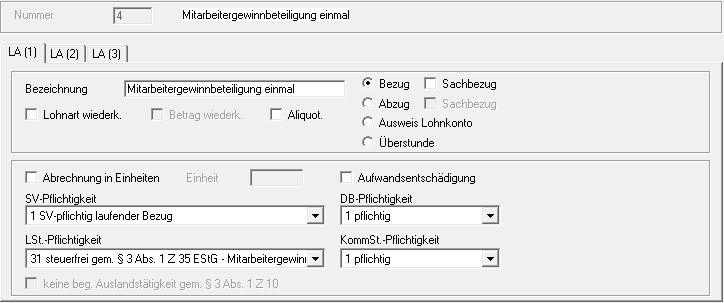 Nummer 4 Mitarbeitergewinnbeteiligung einmal
LA (1) LA (2) LA (3)
Bezeichnung Mitarbeitergewinnbeteiligung einmal
Bezug Sachbezug
Abzug Sachbezug
Lohnart wiederk. Betrag wiederk. Aliquot.
Ausweis Lohnkonto
Überstunde
Abrechnung in Einheiten Einheit Aufwandsentschädigung
SV-Pflichtigkeit DB-Pflichtigkeit
1 SV-pflichtig laufender Bezug 1 pflichtig
LSt.-Pflichtigkeit KommSt.-Pflichtigkeit
31 steuerfrei gem. § 3 Abs. 1 Z 35 EStG - Mitarbeitergewinn 1 pflichtig
keine beg. Auslandstätigkeit gem. § 3 Abs. 1 Z 10